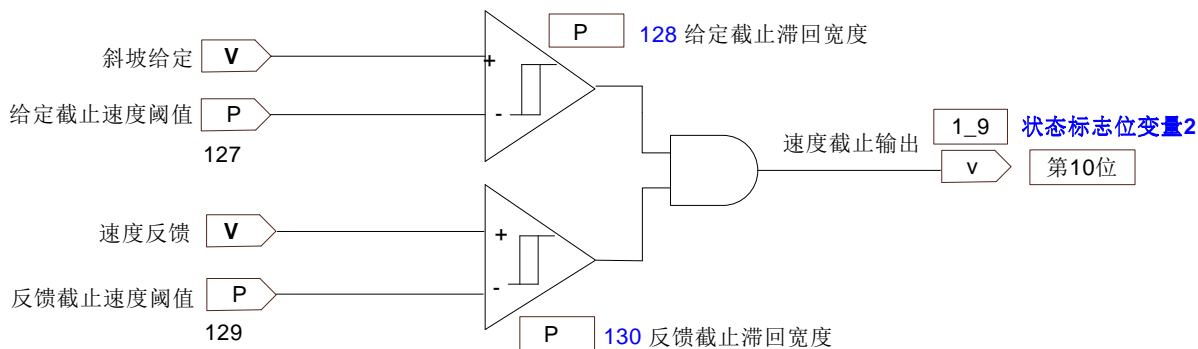 P 128 给定截止滞回宽度
斜坡给定 V
+
给定截止速度阈值 P
-
127
1_9 状态标志位变量2
速度截止输出
v 第10位
速度反馈 V
+
反馈截止速度阈值 P
-
129
P 130 反馈截止滞回宽度